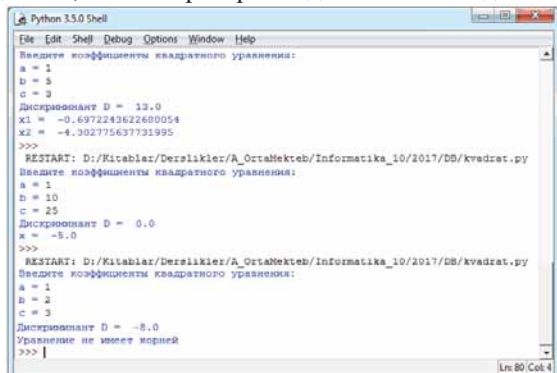 Python 3.5.0 Shell
File Edit Shell Debug Options Window Help
Введите коэффициенты квадратного уравнения:
a = 1
b = 5
c = 3
Дискриминант D =  13.0
x1 =  -0.6972243622680054
x2 =  -4.302775637731995
>>>
RESTART: D:/Kitablar/Derslikler/A_OrtaMekteb/Informatika_10/2017/DB/kvadrat.py
Введите коэффициенты квадратного уравнения:
a = 1
b = 10
c = 25
Дискриминант D =  0.0
x =  -5.0
>>>
RESTART: D:/Kitablar/Derslikler/A_OrtaMekteb/Informatika_10/2017/DB/kvadrat.py
Введите коэффициенты квадратного уравнения:
a = 1
b = 2
c = 3
Дискриминант D =  -8.0
Уравнение не имеет корней
>>>
Ln: 80 Col: 4